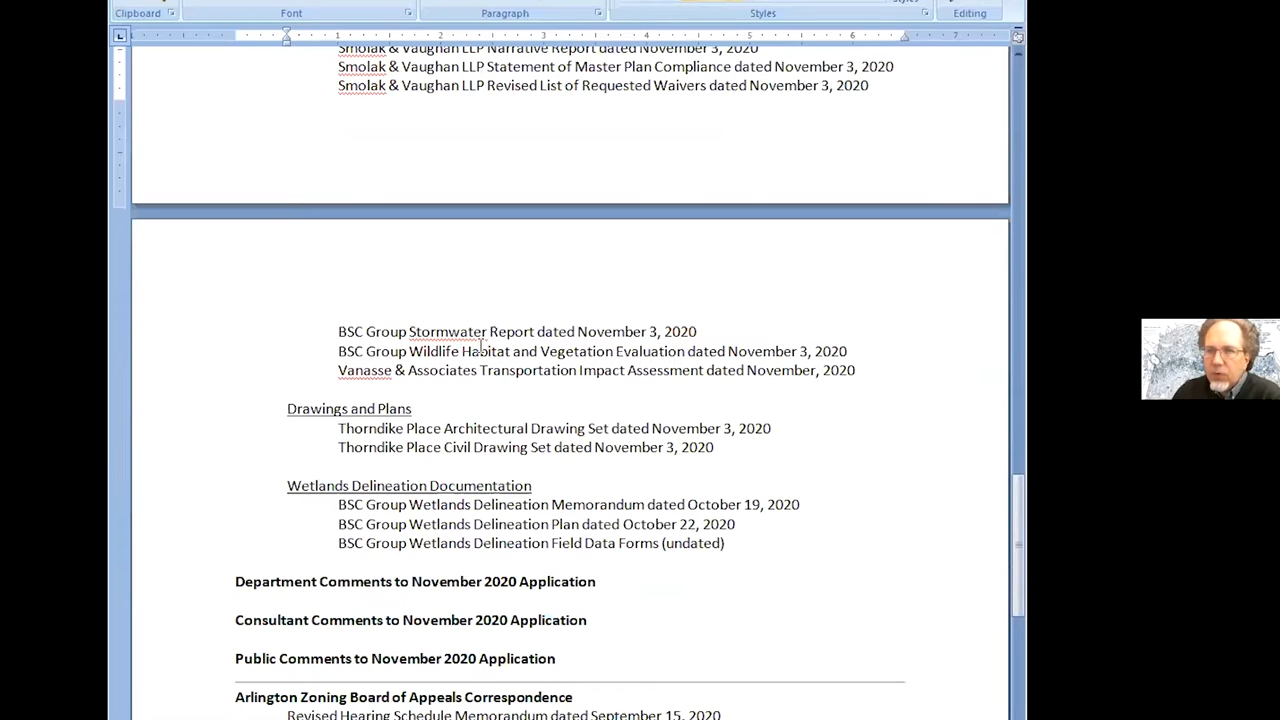 Clipboard
Font
Paragraph
Styles
Editing
1 2 3 4 5 6 7
Smolak & Vaughan LLP Narrative Report dated November 3, 2020
Smolak & Vaughan LLP Statement of Master Plan Compliance dated November 3, 2020
Smolak & Vaughan LLP Revised List of Requested Waivers dated November 3, 2020
BSC Group Stormwater Report dated November 3, 2020
BSC Group Wildlife Habitat and Vegetation Evaluation dated November 3, 2020
Vanasse & Associates Transportation Impact Assessment dated November, 2020
Drawings and Plans
Thorndike Place Architectural Drawing Set dated November 3, 2020
Thorndike Place Civil Drawing Set dated November 3, 2020
Wetlands Delineation Documentation
BSC Group Wetlands Delineation Memorandum dated October 19, 2020
BSC Group Wetlands Delineation Plan dated October 22, 2020
BSC Group Wetlands Delineation Field Data Forms (undated)
Department Comments to November 2020 Application
Consultant Comments to November 2020 Application
Public Comments to November 2020 Application
Arlington Zoning Board of Appeals Correspondence
Revised Hearing Schedule Memorandum dated September 15, 2020